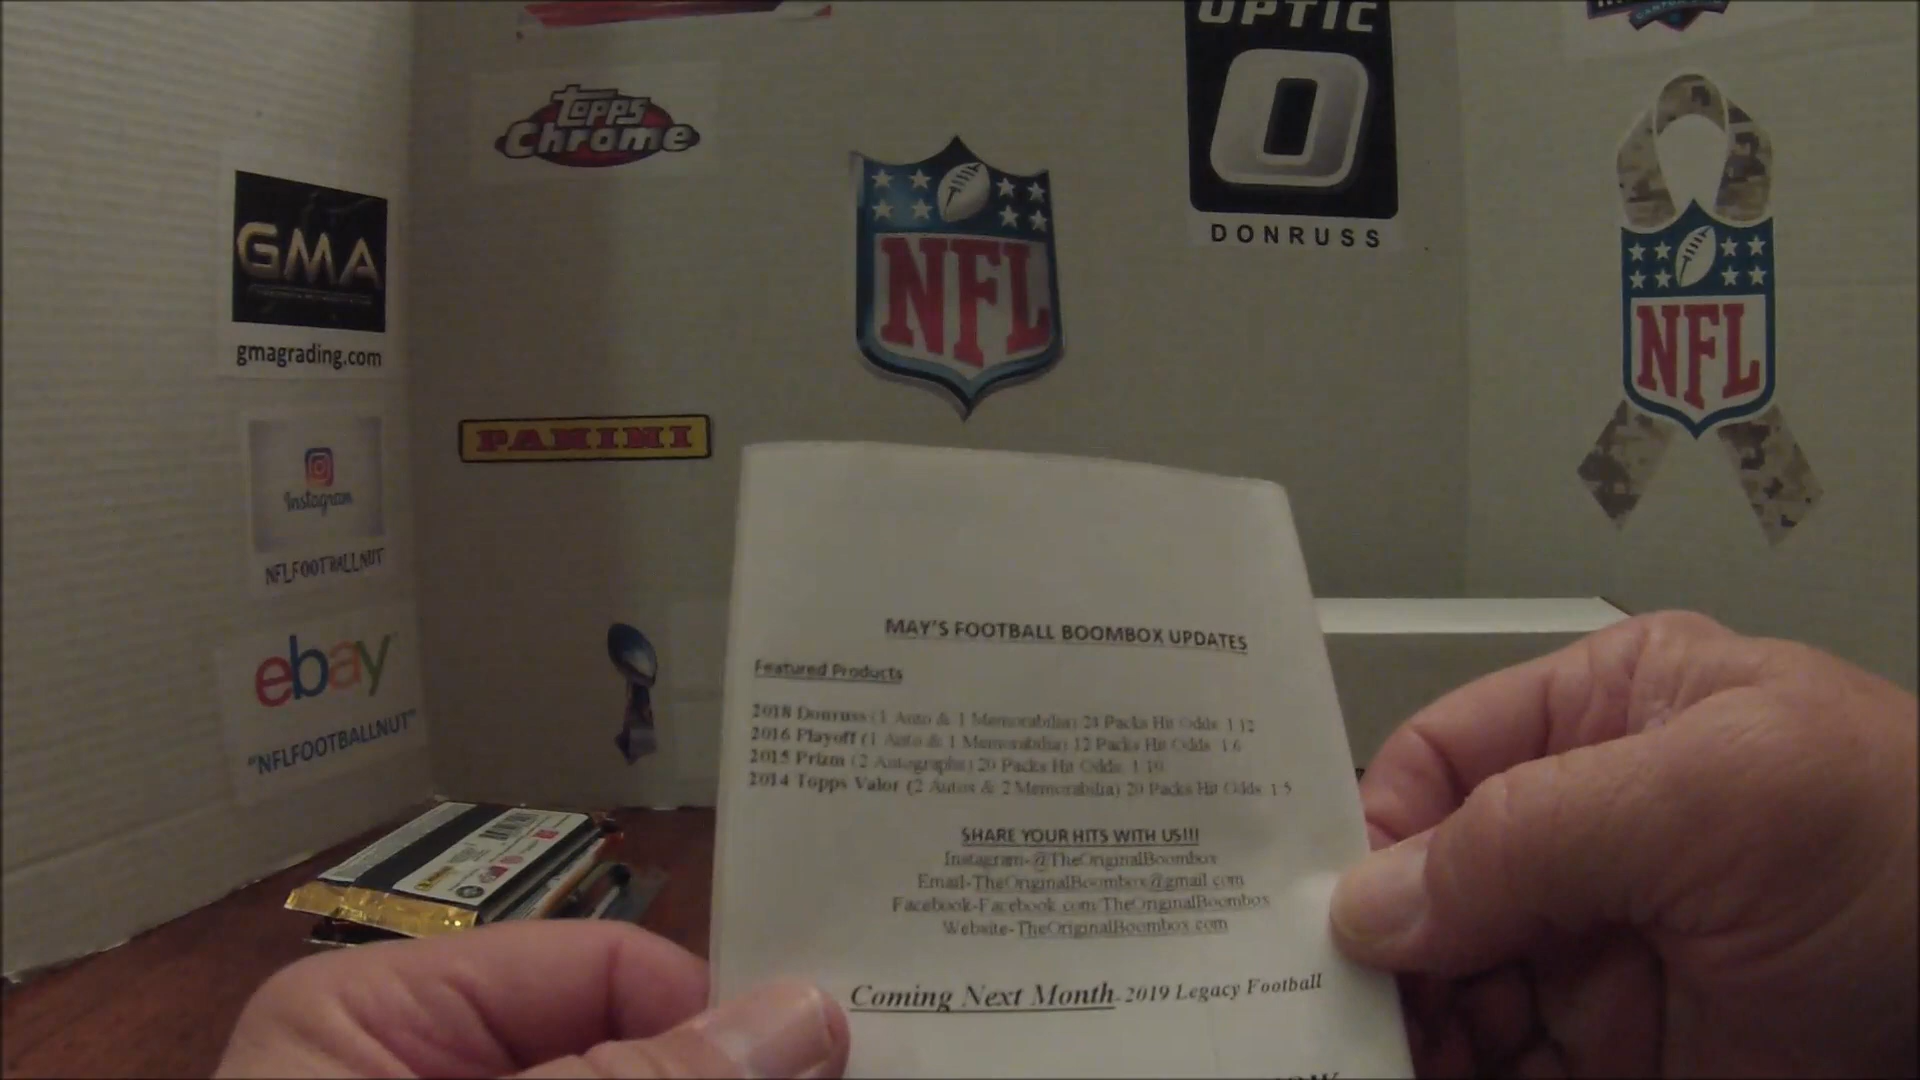 OPTIC
Topps
Chrome
DONRUSS
GMA
gmagrading.com
NFL
NFL
PANINI
Instagram
NFLFOOTBALLNUT
ebay
"NFLFOOTBALLNUT"
MAY'S FOOTBALL BOOMBOX UPDATES
Featured Products
2018 Donruss (1 Auto & 1 Memorabilia) 24 Packs Hit Odds 1:12
2016 Playoff (1 Auto & 1 Memorabilia) 12 Packs Hit Odds 1:6
2015 Prizm (2 Autographs) 20 Packs Hit Odds 1:10
2014 Topps Valor (2 Autos & 2 Memorabilia) 20 Packs Hit Odds 1:5
SHARE YOUR HITS WITH US!!!
Instagram-@TheOriginalBoombox
Email-TheOriginalBoombox@gmail.com
Facebook-Facebook.com/TheOriginalBoombox
Website-TheOriginalBoombox.com
Coming Next Month-2019 Legacy Football